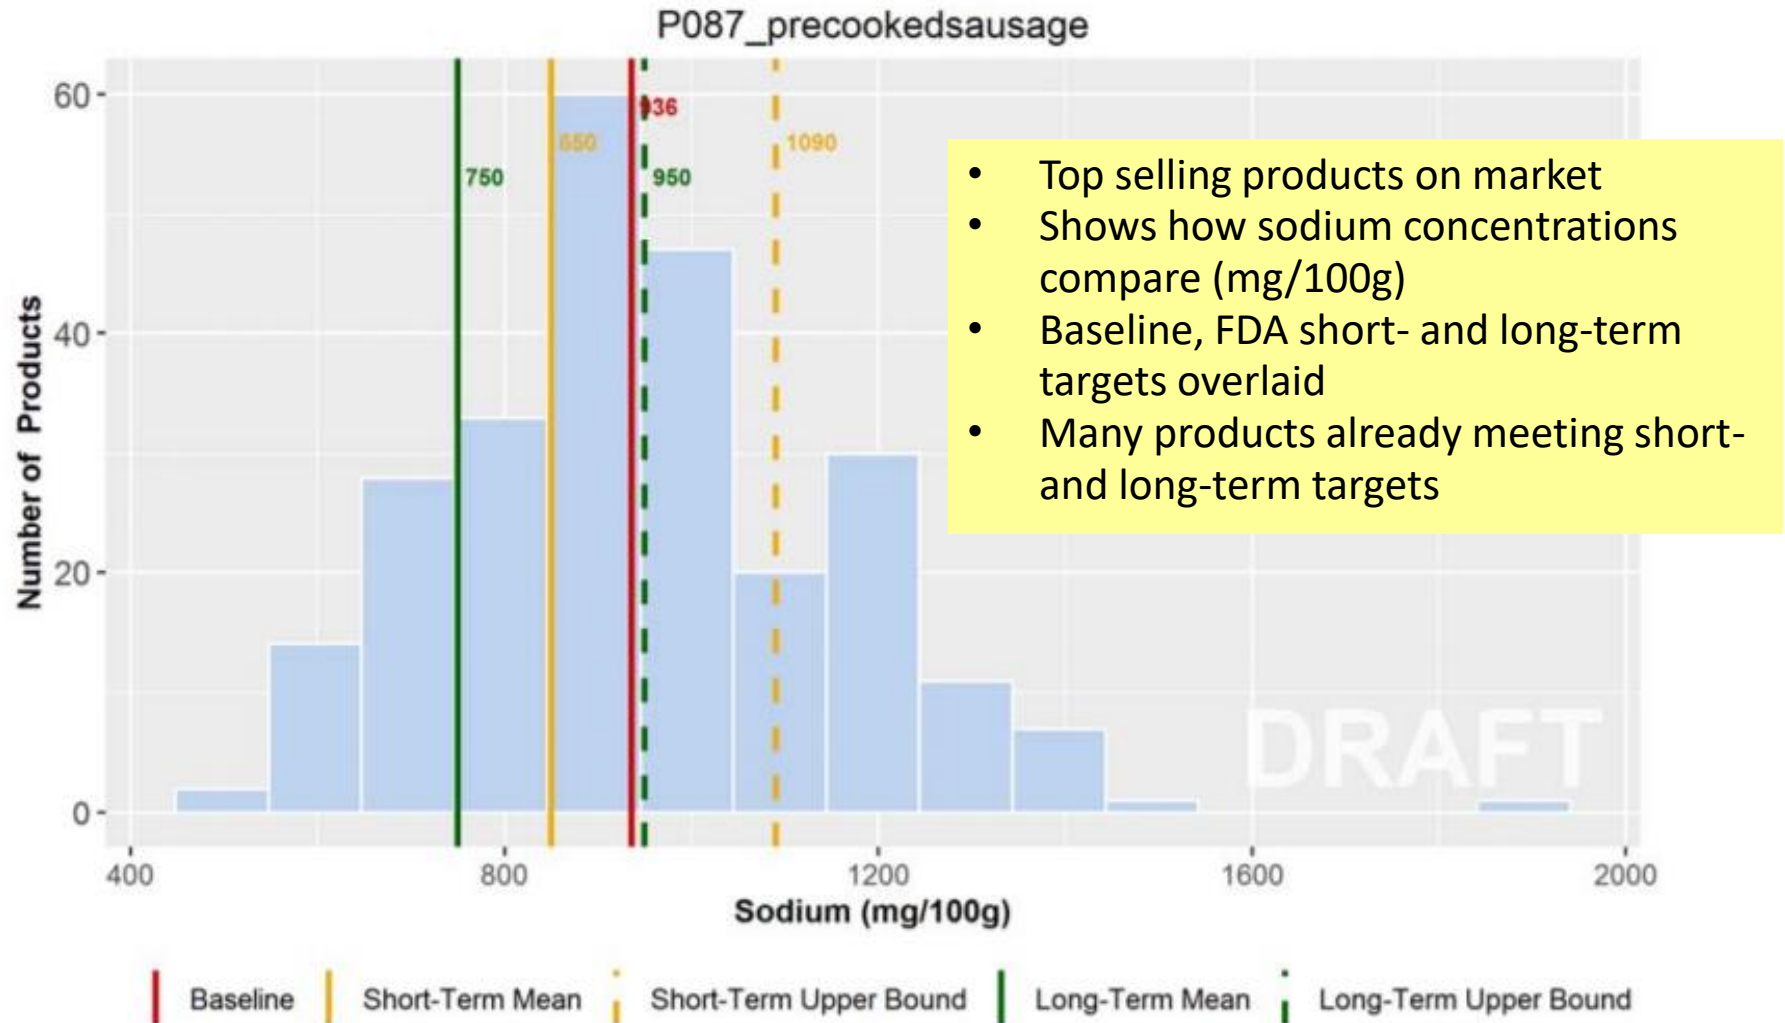 P087_precookedsausage
60
40
20
0
Number of Products
936
850
1090
750
950
• Top selling products on market
• Shows how sodium concentrations
compare (mg/100g)
• Baseline, FDA short- and long-term
targets overlaid
• Many products already meeting short-
and long-term targets
DRAFT
400 800 1200 1600 2000
Sodium (mg/100g)
Baseline Short-Term Mean Short-Term Upper Bound Long-Term Mean Long-Term Upper Bound